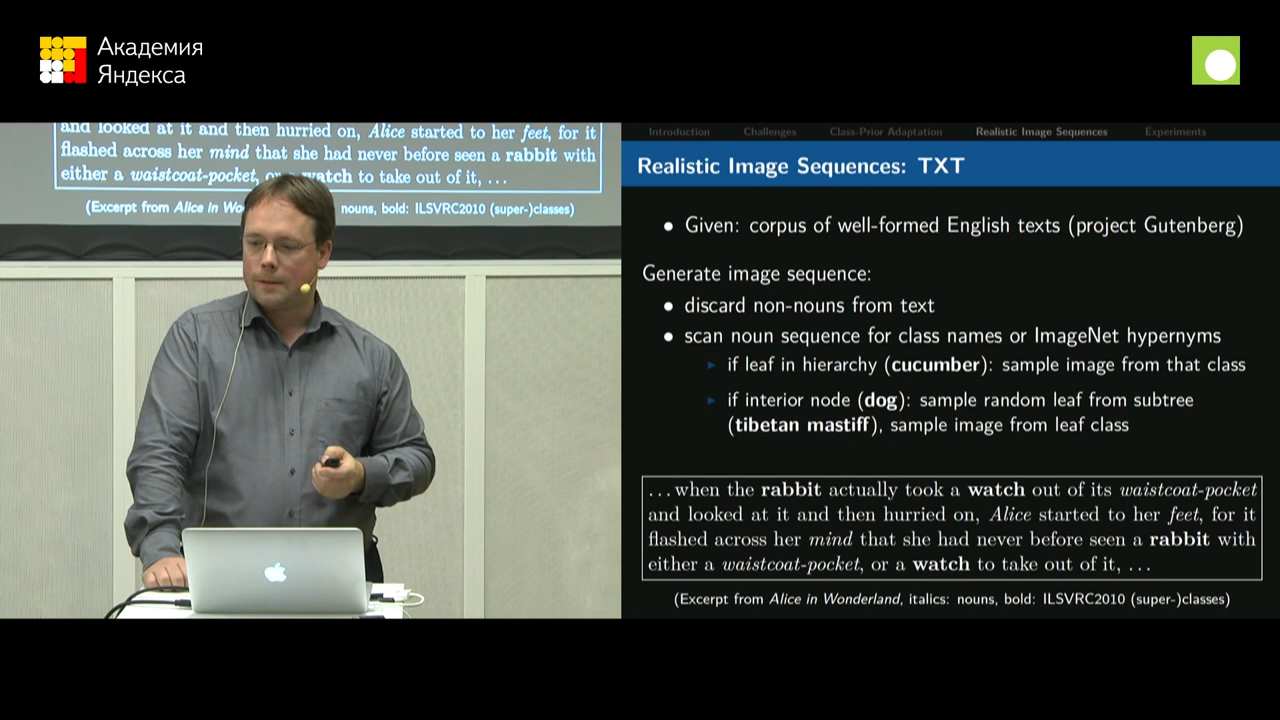 Академия
Яндекса
and looked at it and then hurried on, Alice started to her feet, for it
flashed across her mind that she had never before seen a rabbit with
either a waistcoat-pocket, or a watch to take out of it, ...
(Excerpt from Alice in Wo
nouns, bold: ILSVRC2010 (super-)classes)
Introduction Challenges Class-Prior Adaptation Realistic Image Sequences Experiments
Realistic Image Sequences: TXT
• Given: corpus of well-formed English texts (project Gutenberg)
Generate image sequence:
• discard non-nouns from text
• scan noun sequence for class names or ImageNet hypernyms
▸ if leaf in hierarchy (cucumber): sample image from that class
▸ if interior node (dog): sample random leaf from subtree
(tibetan mastiff), sample image from leaf class
...when the rabbit actually took a watch out of its waistcoat-pocket
and looked at it and then hurried on, Alice started to her feet, for it
flashed across her mind that she had never before seen a rabbit with
either a waistcoat-pocket, or a watch to take out of it, ...
(Excerpt from Alice in Wonderland, italics: nouns, bold: ILSVRC2010 (super-)classes)